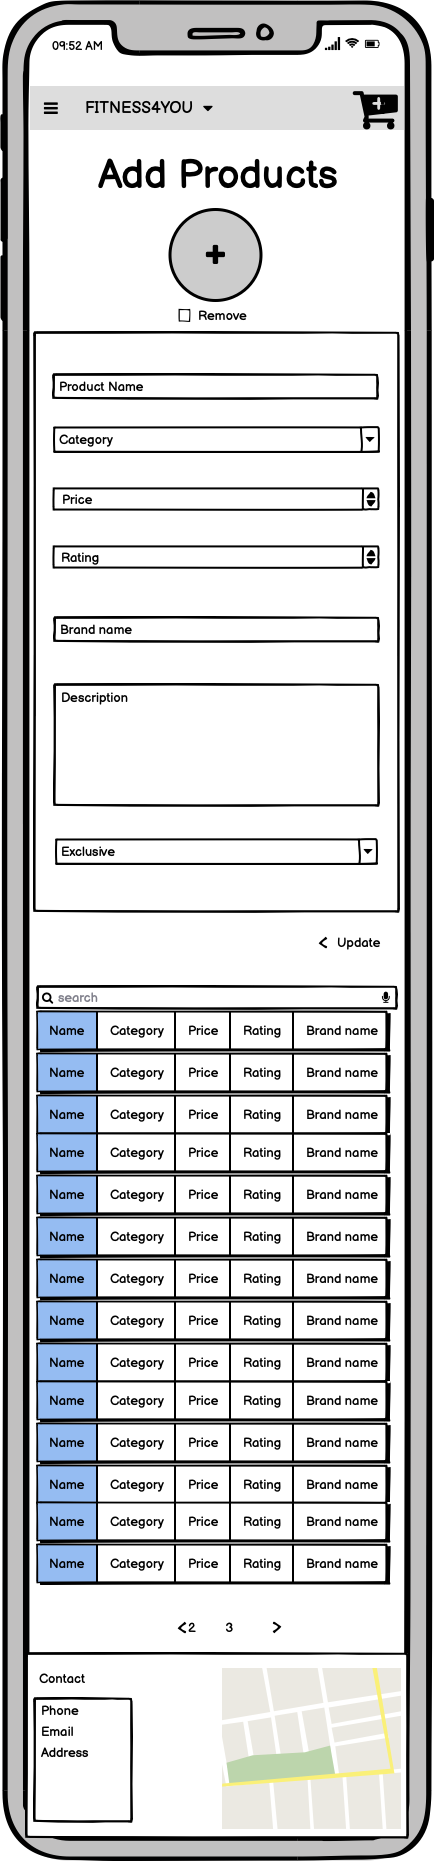 09:52 AM
FITNESS4YOU
Add Products
Remove
Product Name
Category
Price
Rating
Brand name
Description
Exclusive
< Update
search
Name Category Price Rating Brand name
Name Category Price Rating Brand name
Name Category Price Rating Brand name
Name Category Price Rating Brand name
Name Category Price Rating Brand name
Name Category Price Rating Brand name
Name Category Price Rating Brand name
Name Category Price Rating Brand name
Name Category Price Rating Brand name
Name Category Price Rating Brand name
Name Category Price Rating Brand name
Name Category Price Rating Brand name
Name Category Price Rating Brand name
Name Category Price Rating Brand name
<2 3 >
Contact
Phone
Email
Address